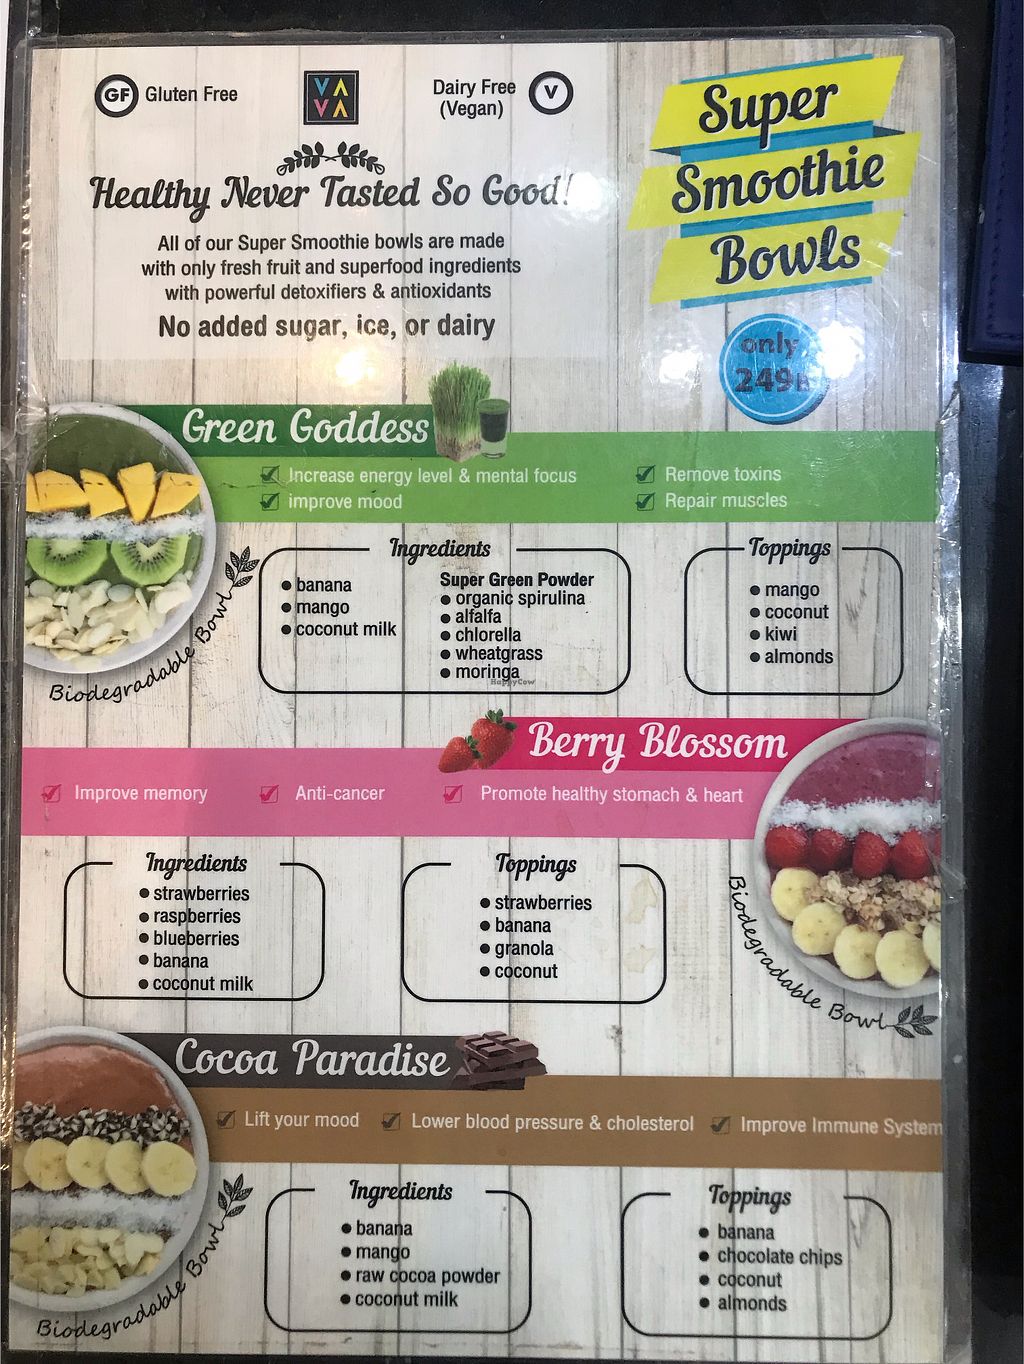 GF Gluten Free
VA
VA
Dairy Free
(Vegan)
V
Super
Smoothie
Bowls
Healthy Never Tasted So Good!
All of our Super Smoothie bowls are made
with only fresh fruit and superfood ingredients
with powerful detoxifiers & antioxidants
No added sugar, ice, or dairy
only
249
Green Goddess
Increase energy level & mental focus
improve mood
Remove toxins
Repair muscles
Biodegradable Bowl
Ingredients
banana
mango
coconut milk
Super Green Powder
organic spirulina
alfalfa
chlorella
wheatgrass
moringa
HappyCow
Toppings
mango
coconut
kiwi
almonds
Berry Blossom
Improve memory
Anti-cancer
Promote healthy stomach & heart
Ingredients
strawberries
raspberries
blueberries
banana
coconut milk
Toppings
strawberries
banana
granola
coconut
Biodegradable Bowl
Cocoa Paradise
Lift your mood
Lower blood pressure & cholesterol
Improve Immune System
Biodegradable Bowl
Ingredients
banana
mango
raw cocoa powder
coconut milk
Toppings
banana
chocolate chips
coconut
almonds